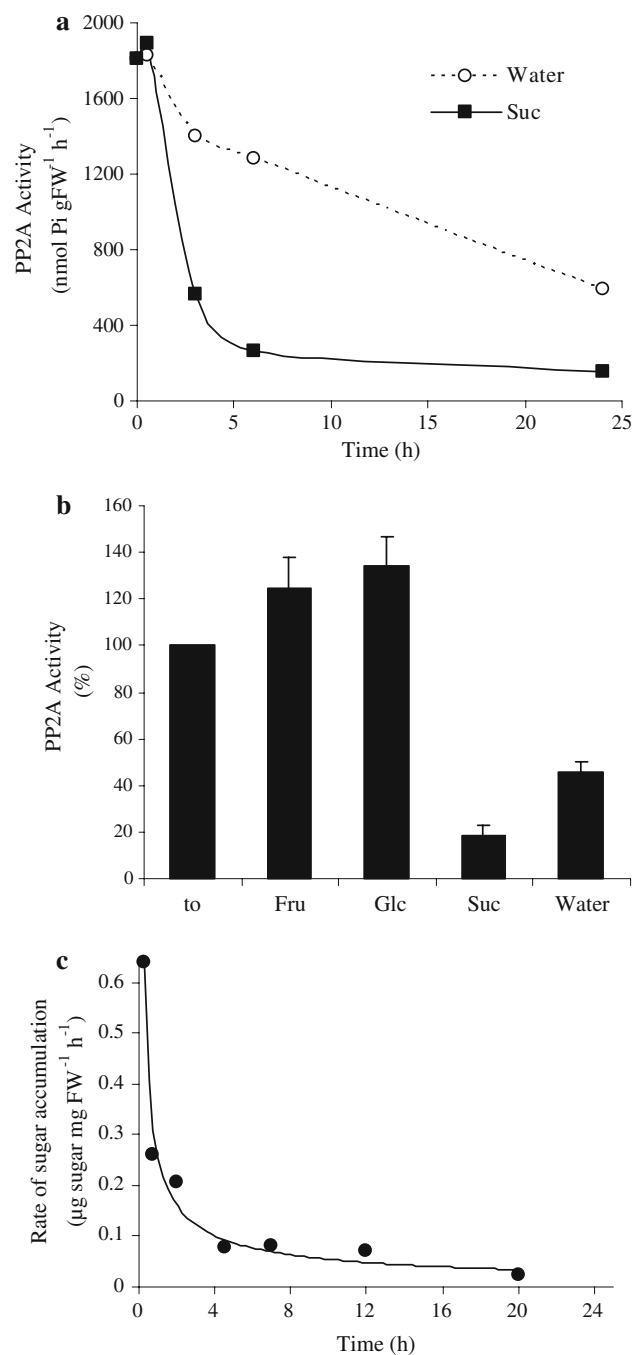 a
2000
1600
1200
800
400
0
PP2A Activity
(nmol Pi gFW⁻¹ h⁻¹)
Water
Suc
0 5 10 15 20 25
Time (h)
b
160
140
120
100
80
60
40
20
0
PP2A Activity
(%)
to Fru Glc Suc Water
c
0.6
0.5
0.4
0.3
0.2
0.1
0
Rate of sugar accumulation
(µg sugar mg FW⁻¹ h⁻¹)
0 4 8 12 16 20 24
Time (h)